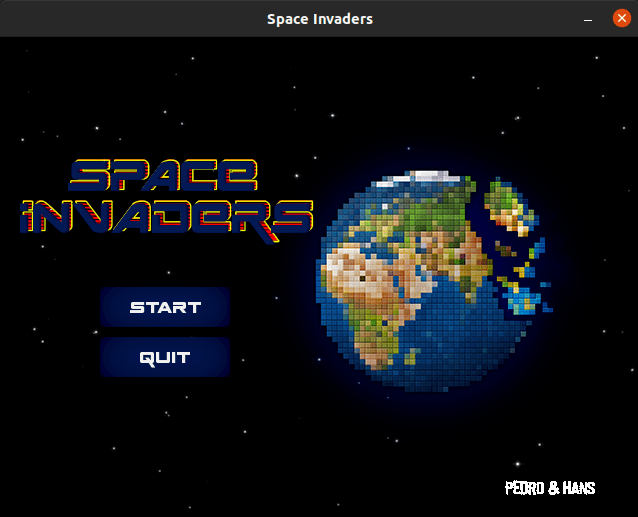 Space Invaders
SPACE
INVADERS
START
QUIT
PEDRO & HANS